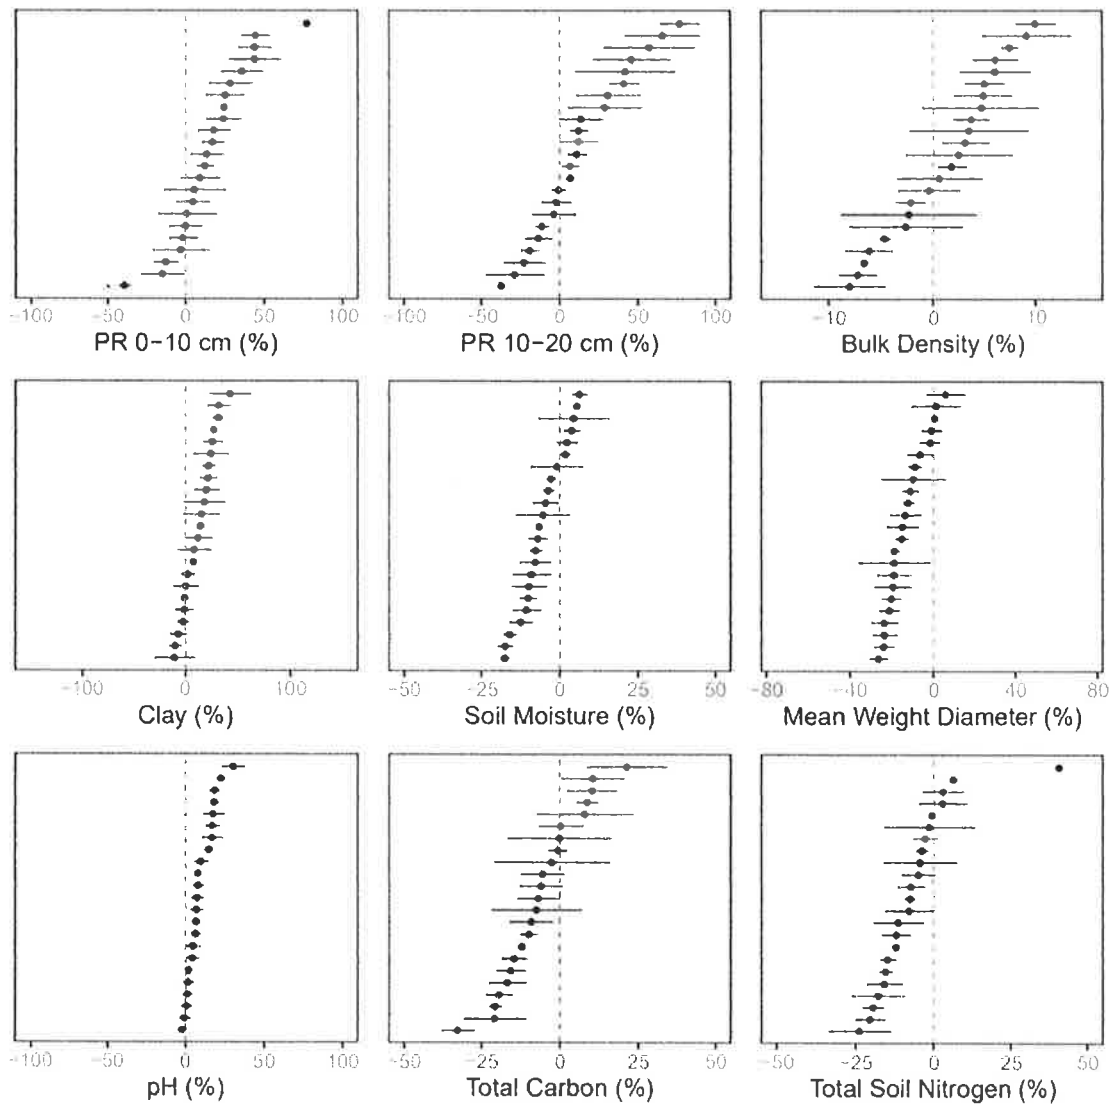 −100 −50 0 50 100
PR 0−10 cm (%)
−100 −50 0 50 100
PR 10−20 cm (%)
−10 0 10
Bulk Density (%)
−100 0 100
Clay (%)
−50 −25 0 25 50
Soil Moisture (%)
−80 −40 0 40 80
Mean Weight Diameter (%)
−100 −50 0 50 100
pH (%)
−50 −25 0 25 50
Total Carbon (%)
−50 −25 0 25 50
Total Soil Nitrogen (%)